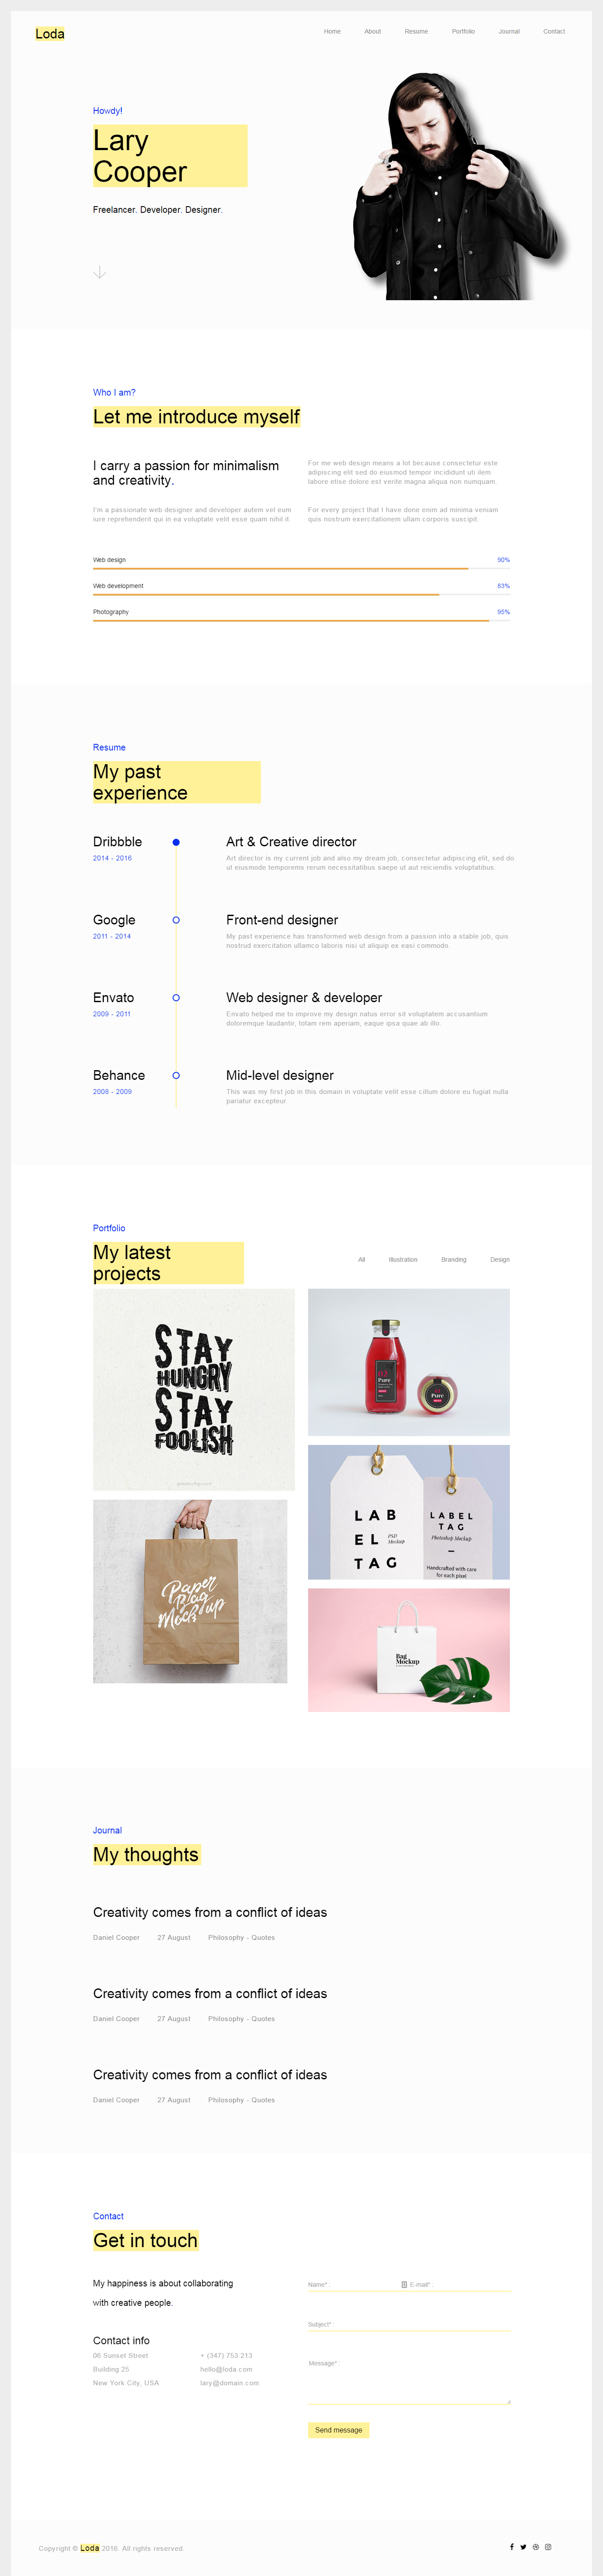 Loda
Home About Resume Portfolio Journal Contact
Howdy!
Lary
Cooper
Freelancer. Developer. Designer.
Who I am?
Let me introduce myself
I carry a passion for minimalism
and creativity.
I'm a passionate web designer and developer autem vel eum
iure reprehenderit qui in ea voluptate velit esse quam nihil it.
For me web design means a lot because consectetur este
adipiscing elit sed do eiusmod tempor incididunt uti ilem
labore etise dolore est verite magna aliqua non numquam.
For every project that I have done enim ad minima veniam
quis nostrum exercitationem ullam corporis suscipit.
Web design 90%
Web development 83%
Photography 95%
Resume
My past
experience
Dribbble
2014 - 2016
Art & Creative director
Art director is my current job and also my dream job, consectetur adipiscing elit, sed do
ut eiusmode temporems rerum necessitatibus saepe ut aut reiciendis voluptatibus.
Google
2011 - 2014
Front-end designer
My past experience has transformed web design from a passion into a stable job, quis
nostrud exercitation ullamco laboris nisi ut aliquip ex easi commodo.
Envato
2009 - 2011
Web designer & developer
Envato helped me to improve my design natus error sit voluptatem accusantium
doloremque laudantir, totam rem aperiam, eaque ipsa quae ab illo.
Behance
2008 - 2009
Mid-level designer
This was my first job in this domain in voluptate velit esse cillum dolore eu fugiat nulla
pariatur excepteur.
Portfolio
My latest
projects
All Illustration Branding Design
STAY
HUNGRY
STAY
FOOLISH
Pure
LAB
EL
TAG
PSD
Mockup
LABEL
TAG
Photoshop Mockup
Handcrafted with care
for each pixel
Paper
Bag
Mockup
Bag
Mockup
Journal
My thoughts
Creativity comes from a conflict of ideas
Daniel Cooper 27 August Philosophy - Quotes
Creativity comes from a conflict of ideas
Daniel Cooper 27 August Philosophy - Quotes
Creativity comes from a conflict of ideas
Daniel Cooper 27 August Philosophy - Quotes
Contact
Get in touch
My happiness is about collaborating
with creative people.
Contact info
06 Sunset Street
Building 25
New York City, USA
+ (347) 753 213
hello@loda.com
lary@domain.com
Name* :
E-mail* :
Subject* :
Message* :
Send message
Copyright © Loda 2016. All rights reserved.